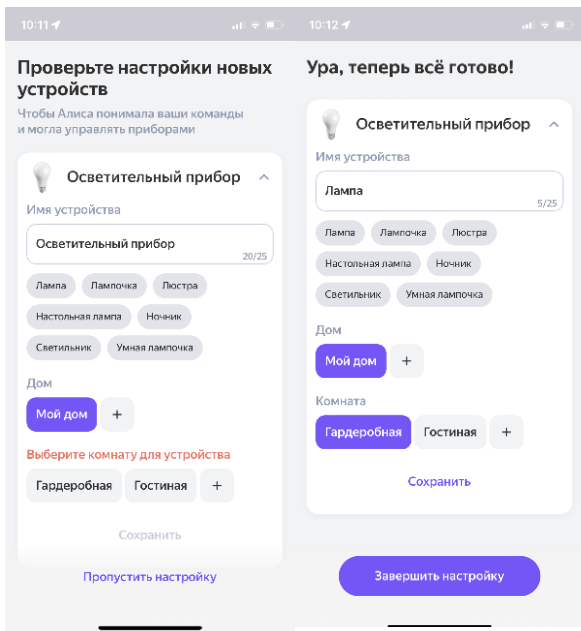 10:11
Проверьте настройки новых
устройств
Чтобы Алиса понимала ваши команды
и могла управлять приборами
Осветительный прибор
Имя устройства
Осветительный прибор
20/25
Лампа Лампочка Люстра
Настольная лампа Ночник
Светильник Умная лампочка
Дом
Мой дом +
Выберите комнату для устройства
Гардеробная Гостиная +
Сохранить
Пропустить настройку
10:12
Ура, теперь всё готово!
Осветительный прибор
Имя устройства
Лампа
5/25
Лампа Лампочка Люстра
Настольная лампа Ночник
Светильник Умная лампочка
Дом
Мой дом +
Комната
Гардеробная Гостиная +
Сохранить
Завершить настройку